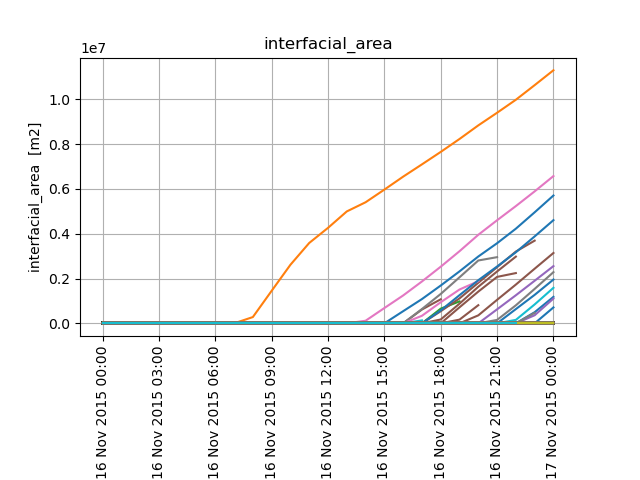 interfacial_area
1e7
interfacial_area  [m2]
1.0
0.8
0.6
0.4
0.2
0.0
16 Nov 2015 00:00
16 Nov 2015 03:00
16 Nov 2015 06:00
16 Nov 2015 09:00
16 Nov 2015 12:00
16 Nov 2015 15:00
16 Nov 2015 18:00
16 Nov 2015 21:00
17 Nov 2015 00:00